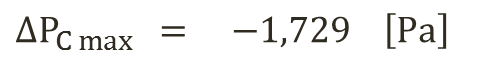 ΔP_C max = −1,729 [Pa]